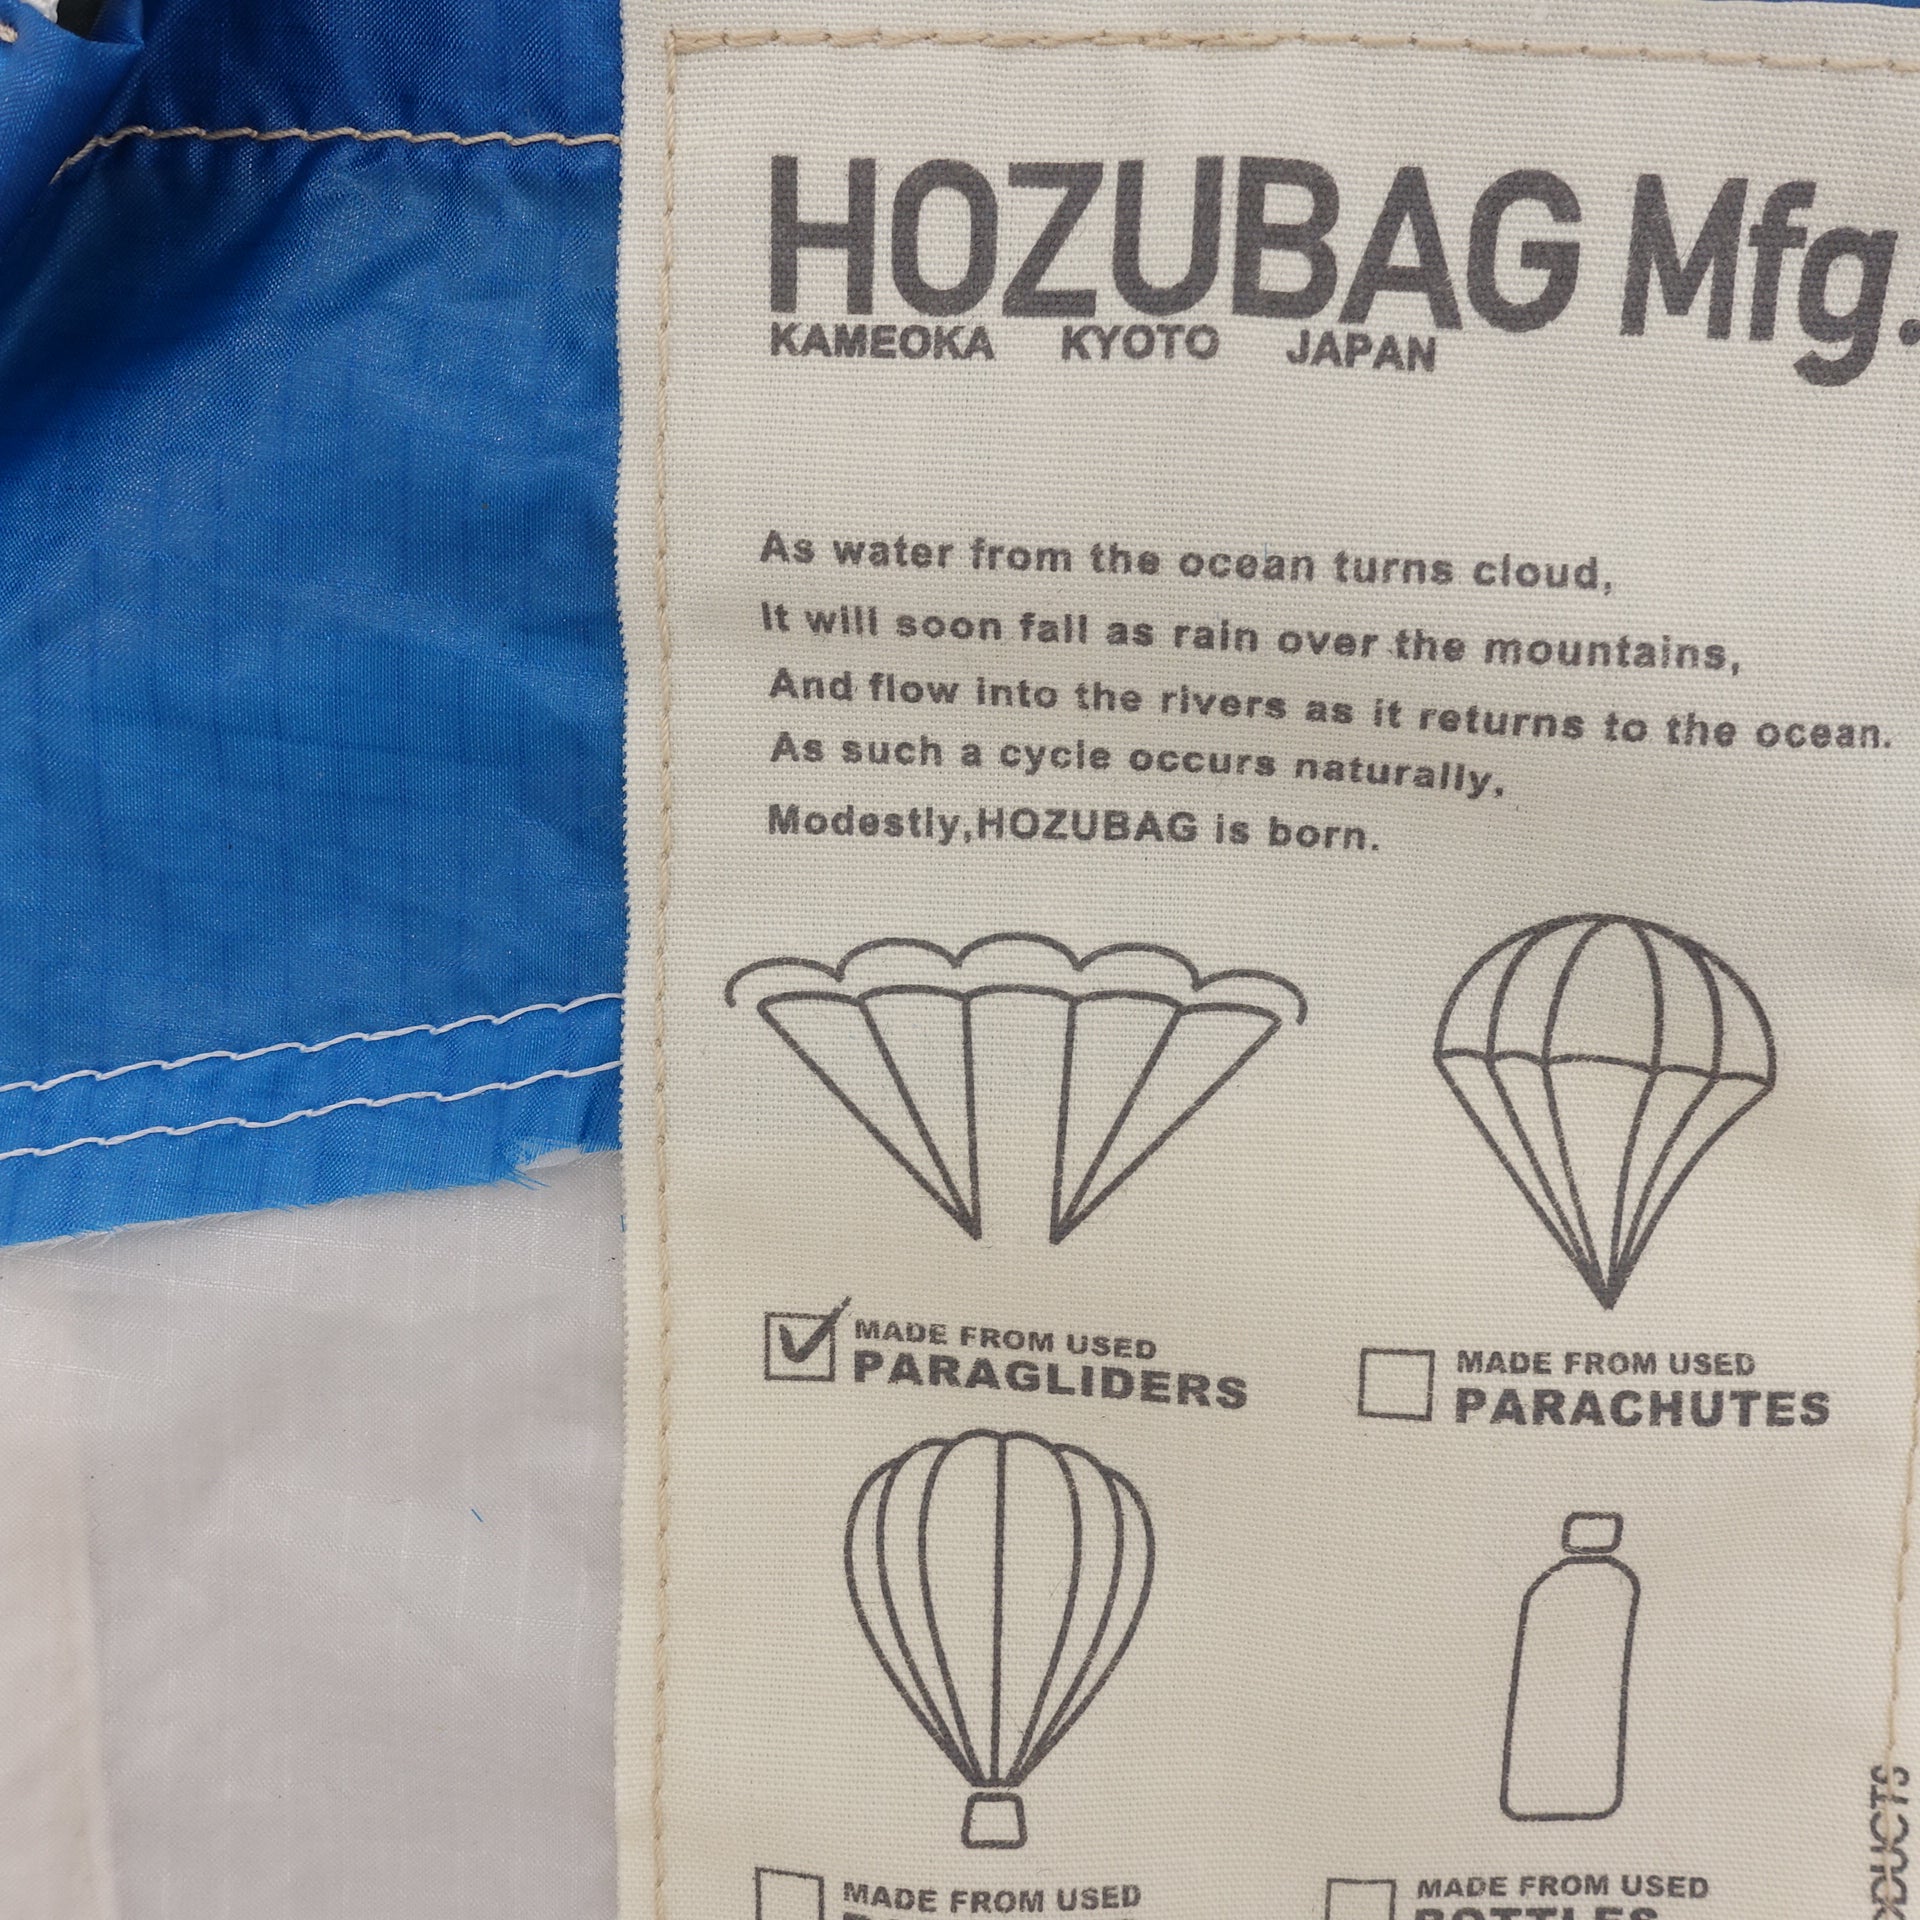 HOZUBAG Mfg.
KAMEOKA KYOTO JAPAN
As water from the ocean turns cloud,
It will soon fall as rain over the mountains,
And flow into the rivers as it returns to the ocean.
As such a cycle occurs naturally,
Modestly,HOZUBAG is born.
MADE FROM USED
PARAGLIDERS
MADE FROM USED
PARACHUTES
MADE FROM USED
MADE FROM USED
BOTTLES